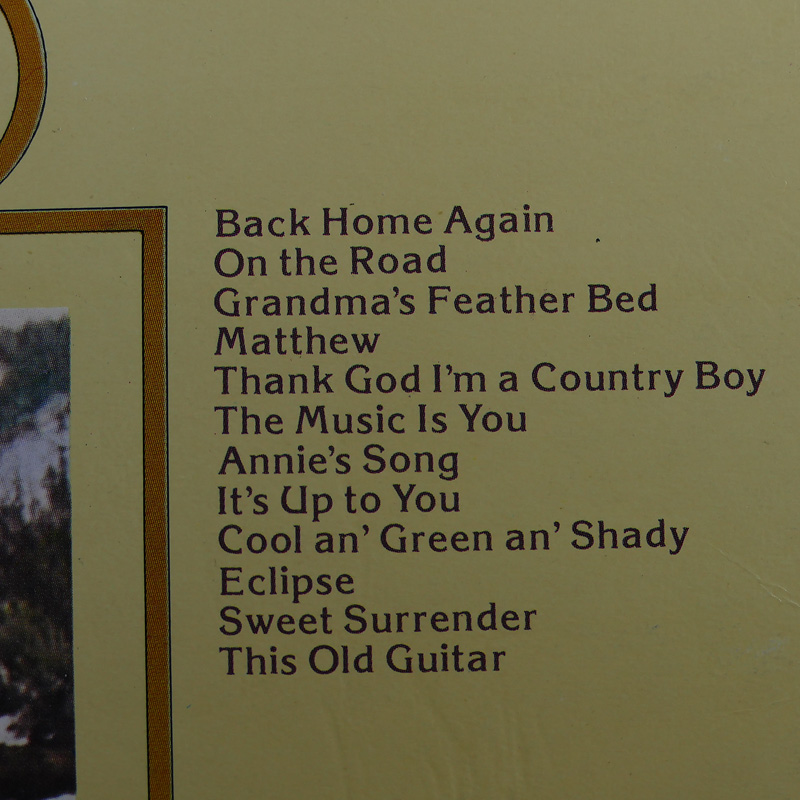 Back Home Again
On the Road
Grandma's Feather Bed
Matthew
Thank God I'm a Country Boy
The Music Is You
Annie's Song
It's Up to You
Cool an' Green an' Shady
Eclipse
Sweet Surrender
This Old Guitar